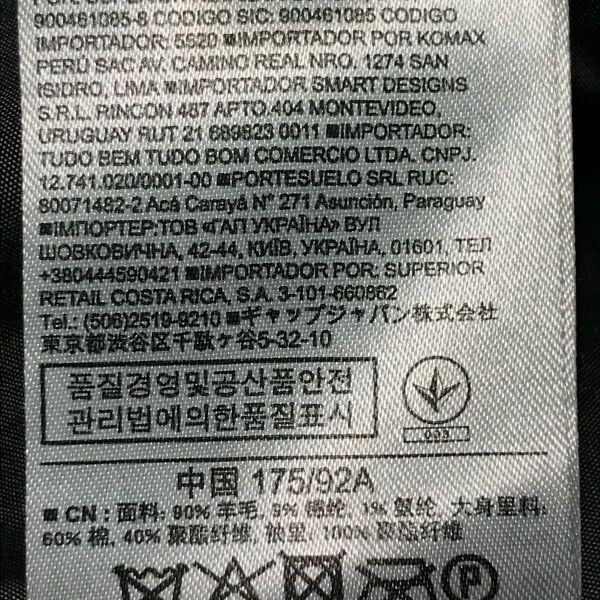 900461085-8 CODIGO SIC: 900461085 CODIGO
IMPORTADOR: 5520 ■IMPORTADOR POR KOMAX
PERÚ SAC AV. CAMINO REAL NRO. 1274 SAN
ISIDRO, LIMA ■IMPORTADOR SMART DESIGNS
S.R.L. RINCON 487 APTO.404 MONTEVIDEO,
URUGUAY RUT 21 689823 0011 ■IMPORTADOR:
TUDO BEM TUDO BOM COMERCIO LTDA. CNPJ.
12.741.020/0001-00 ■PORTESUELO SRL RUC:
80071482-2 Acá Carayá N° 271 Asunción, Paraguay
■ІМПОРТЕР:ТОВ «ГАП УКРАЇНА» ВУЛ
ШОВКОВИЧНА, 42-44, КИЇВ, УКРАЇНА, 01601, ТЕЛ
+380444590421 ■IMPORTADOR POR: SUPERIOR
RETAIL COSTA RICA, S.A. 3-101-660862
Tel.: (506)2519-9210 ■ギャップジャパン株式会社
東京都渋谷区千駄ケ谷5-32-10
품질경영및공산품안전
관리법에의한품질표시
003
中国 175/92A
■ CN : 面料: 90% 羊毛, 9% 锦纶, 1% 氨纶, 大身里料:
60% 棉, 40% 聚酯纤维, 袖里, 100% 聚酯纤维
P